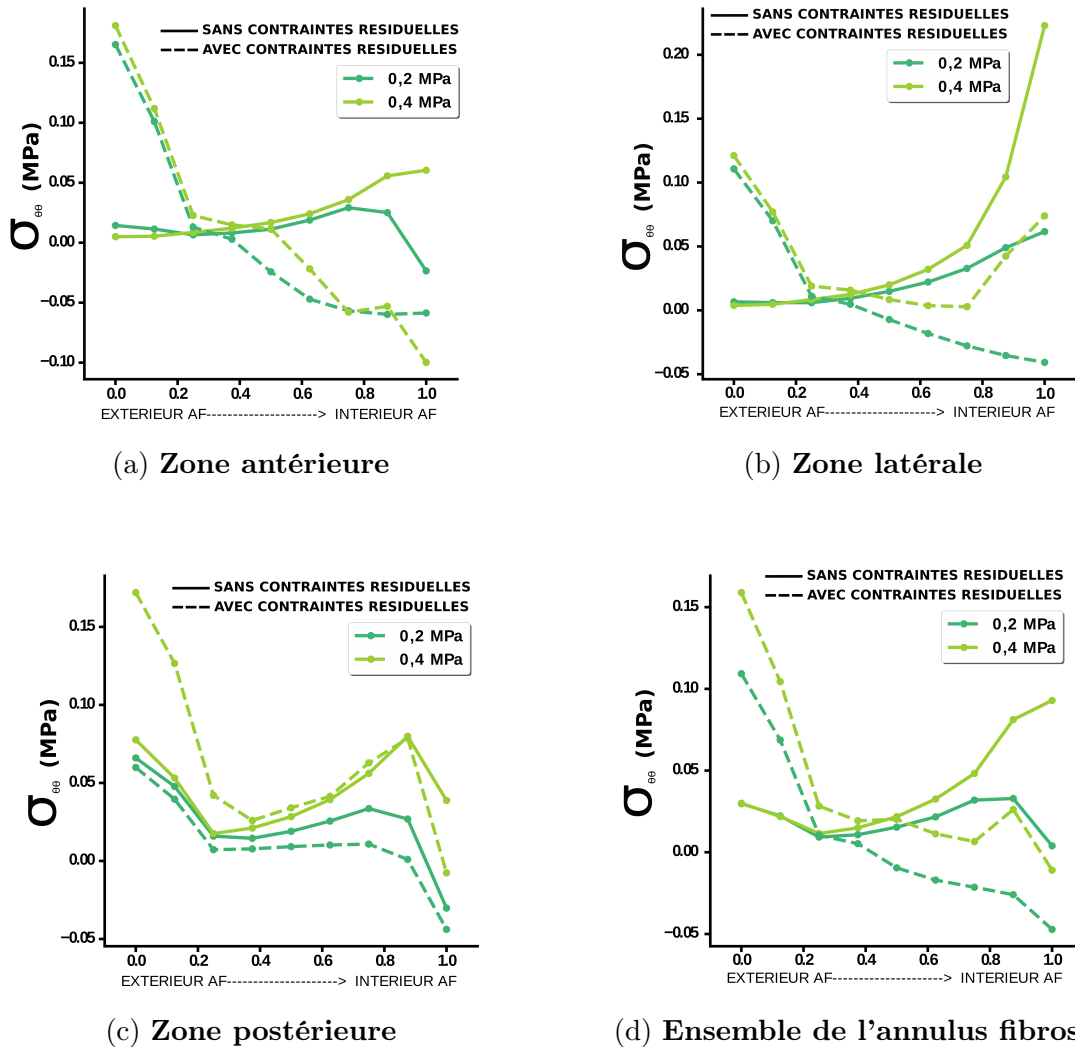 SANS CONTRAINTES RESIDUELLES
AVEC CONTRAINTES RESIDUELLES
0,2 MPa
0,4 MPa
σθθ (MPa)
0.15
0.10
0.05
0.00
−0.05
−0.10
0.0 0.2 0.4 0.6 0.8 1.0
EXTERIEUR AF--------------------> INTERIEUR AF
(a) Zone antérieure
SANS CONTRAINTES RESIDUELLES
AVEC CONTRAINTES RESIDUELLES
0,2 MPa
0,4 MPa
σθθ (MPa)
0.20
0.15
0.10
0.05
0.00
−0.05
0.0 0.2 0.4 0.6 0.8 1.0
EXTERIEUR AF--------------------> INTERIEUR AF
(b) Zone latérale
SANS CONTRAINTES RESIDUELLES
AVEC CONTRAINTES RESIDUELLES
0,2 MPa
0,4 MPa
σθθ (MPa)
0.15
0.10
0.05
0.00
−0.05
0.0 0.2 0.4 0.6 0.8 1.0
EXTERIEUR AF--------------------> INTERIEUR AF
(c) Zone postérieure
SANS CONTRAINTES RESIDUELLES
AVEC CONTRAINTES RESIDUELLES
0,2 MPa
0,4 MPa
σθθ (MPa)
0.15
0.10
0.05
0.00
−0.05
0.0 0.2 0.4 0.6 0.8 1.0
EXTERIEUR AF--------------------> INTERIEUR AF
(d) Ensemble de l'annulus fibros